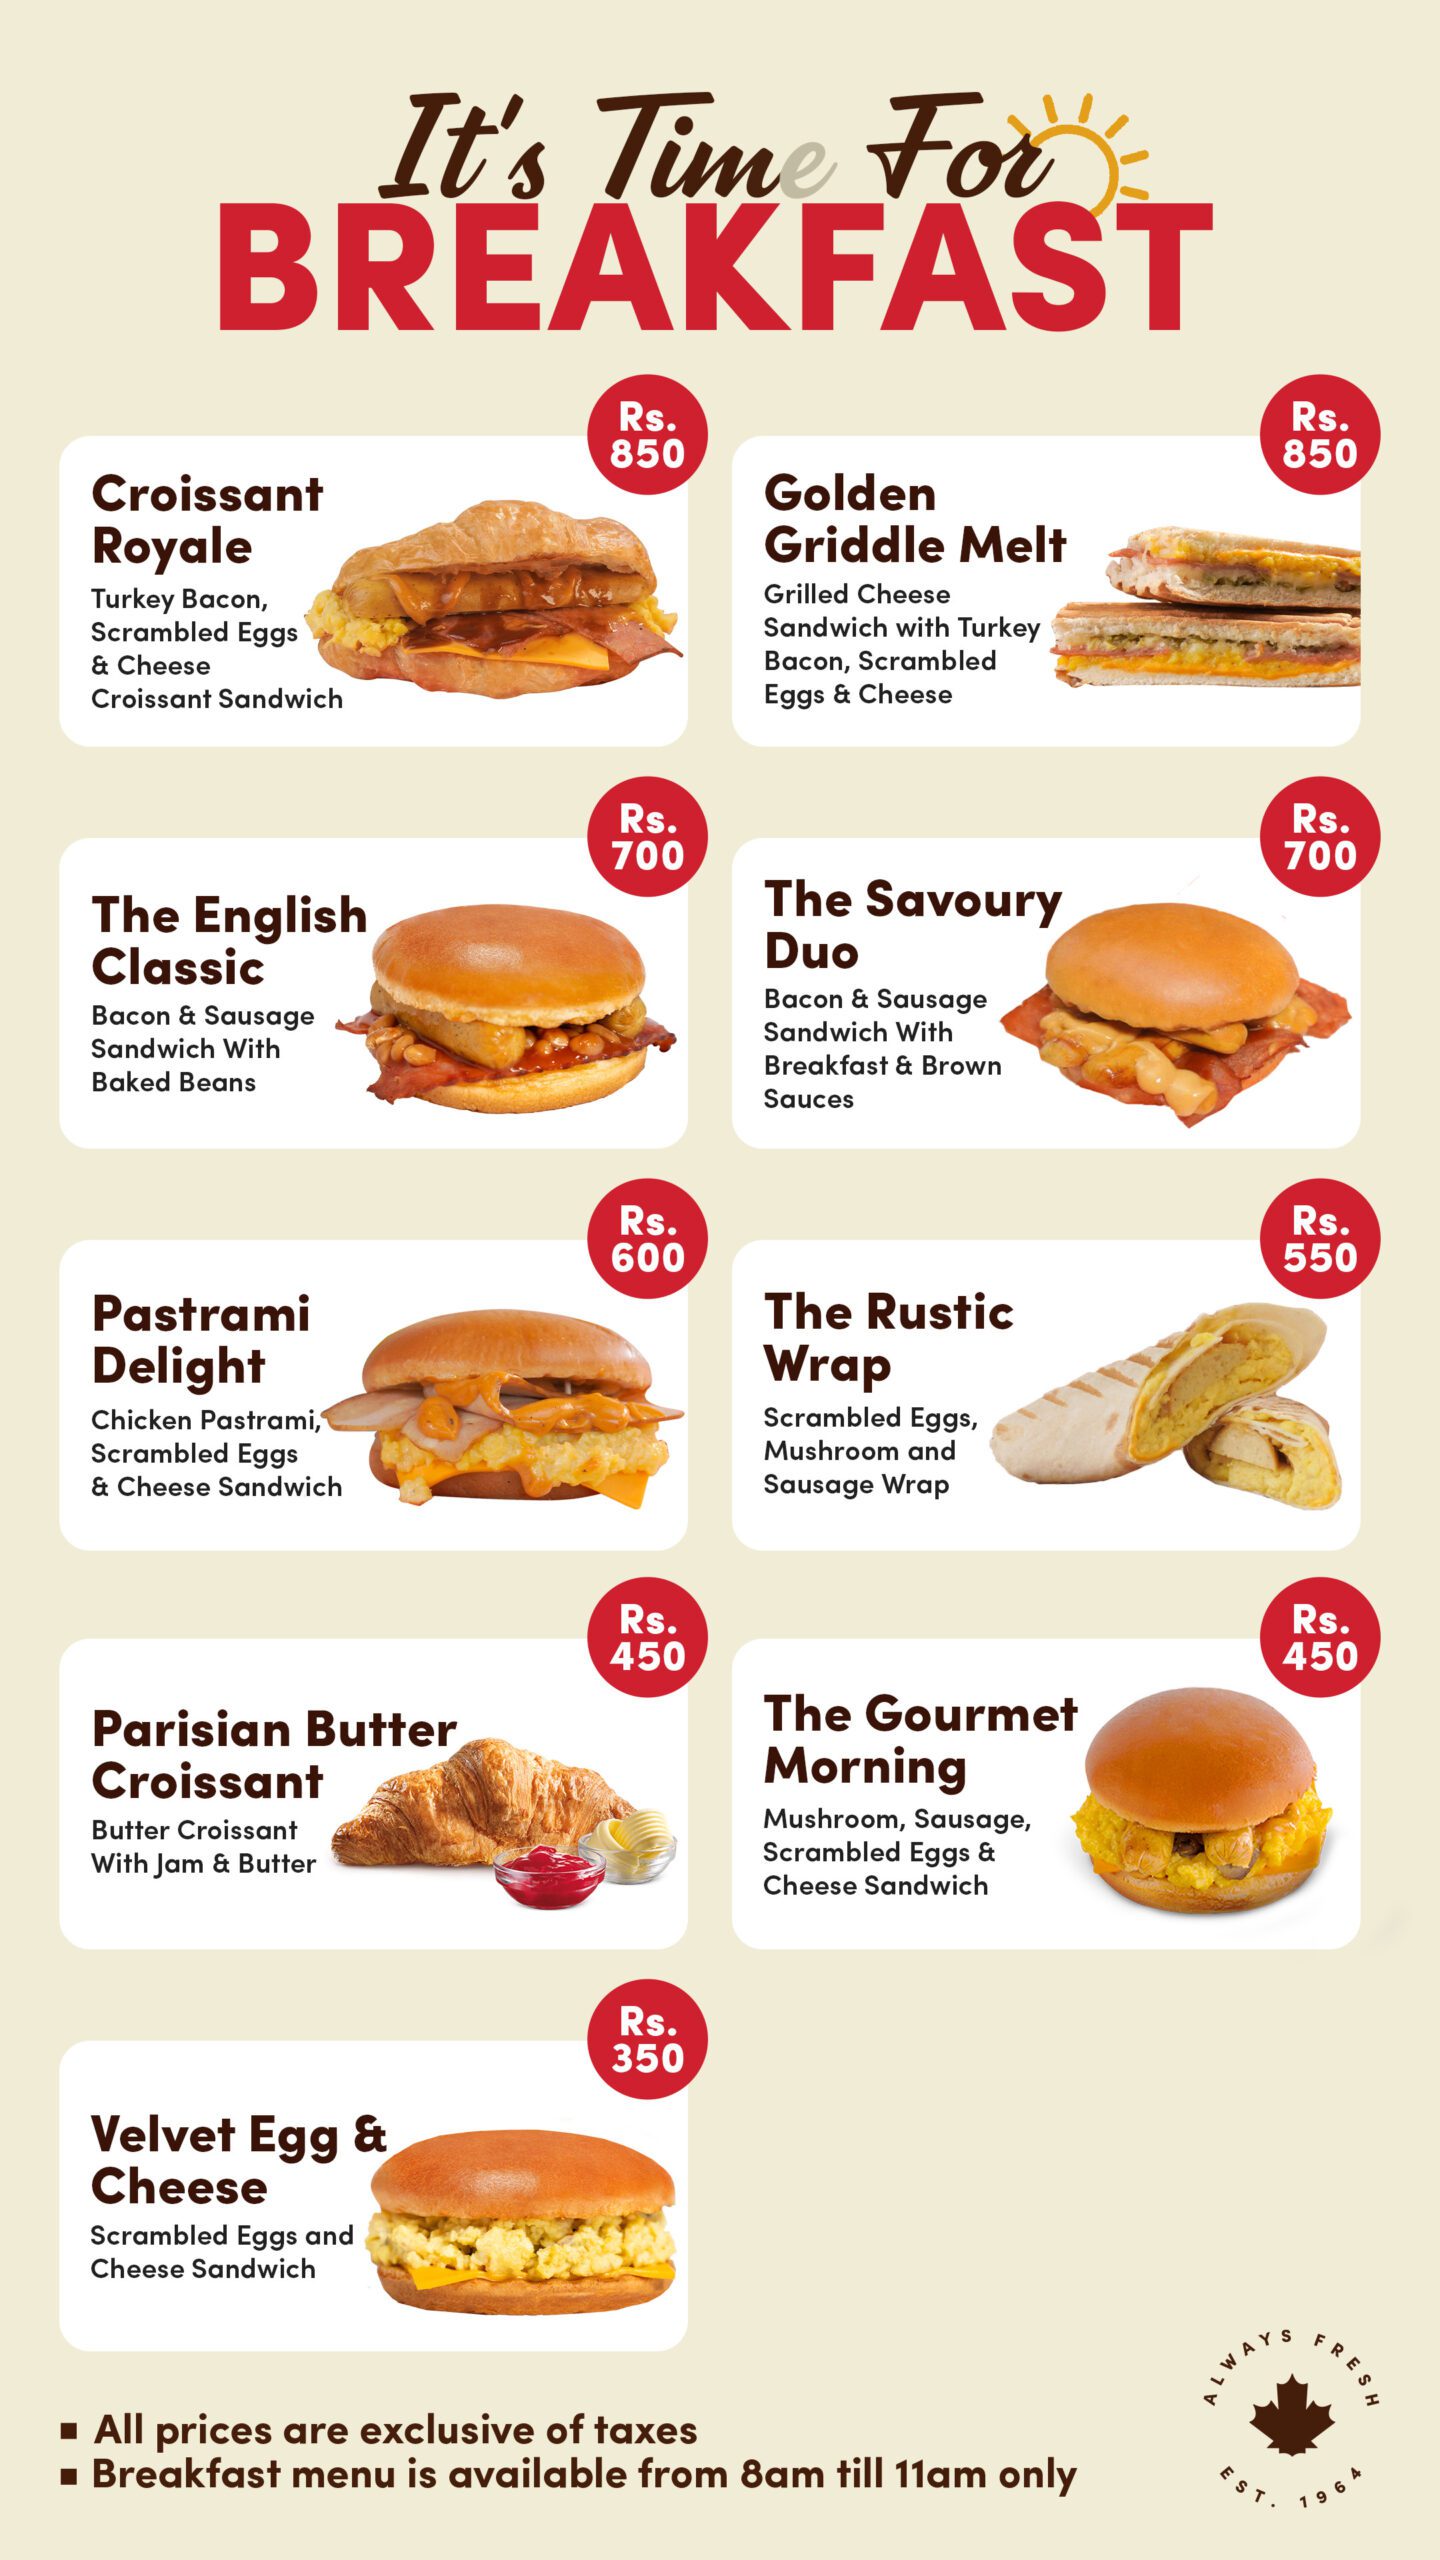 It's Time For
BREAKFAST
Rs.
850
Croissant
Royale
Turkey Bacon,
Scrambled Eggs
& Cheese
Croissant Sandwich
Rs.
850
Golden
Griddle Melt
Grilled Cheese
Sandwich with Turkey
Bacon, Scrambled
Eggs & Cheese
Rs.
700
The English
Classic
Bacon & Sausage
Sandwich With
Baked Beans
Rs.
700
The Savoury
Duo
Bacon & Sausage
Sandwich With
Breakfast & Brown
Sauces
Rs.
600
Pastrami
Delight
Chicken Pastrami,
Scrambled Eggs
& Cheese Sandwich
Rs.
550
The Rustic
Wrap
Scrambled Eggs,
Mushroom and
Sausage Wrap
Rs.
450
Parisian Butter
Croissant
Butter Croissant
With Jam & Butter
Rs.
450
The Gourmet
Morning
Mushroom, Sausage,
Scrambled Eggs &
Cheese Sandwich
Rs.
350
Velvet Egg &
Cheese
Scrambled Eggs and
Cheese Sandwich
■ All prices are exclusive of taxes
■ Breakfast menu is available from 8am till 11am only
ALWAYS FRESH
EST. 1964